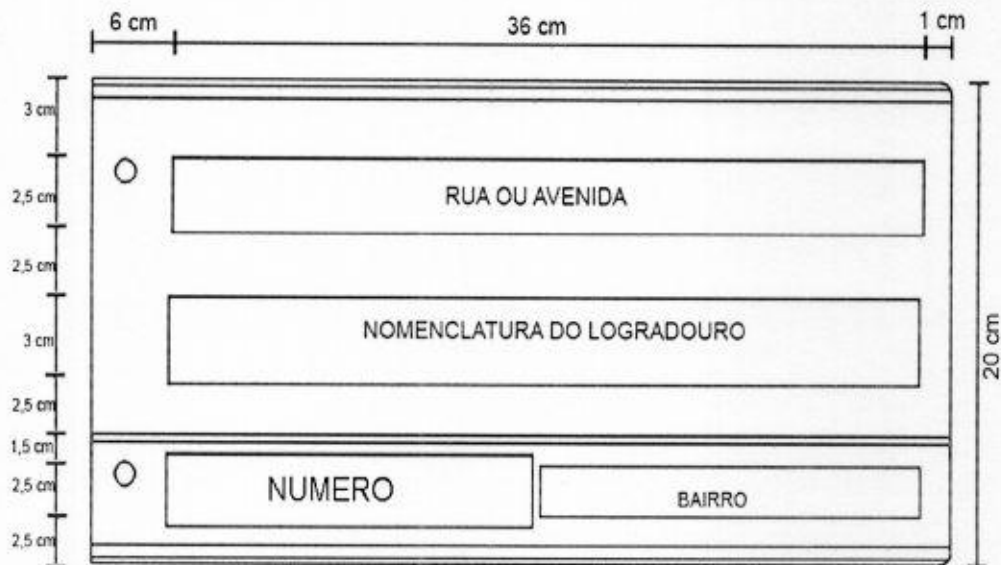 6 cm 36 cm 1 cm
3 cm
2,5 cm
RUA OU AVENIDA
2,5 cm
3 cm
NOMENCLATURA DO LOGRADOURO
20 cm
2,5 cm
1,5 cm
2,5 cm
NUMERO
BAIRRO
2,5 cm